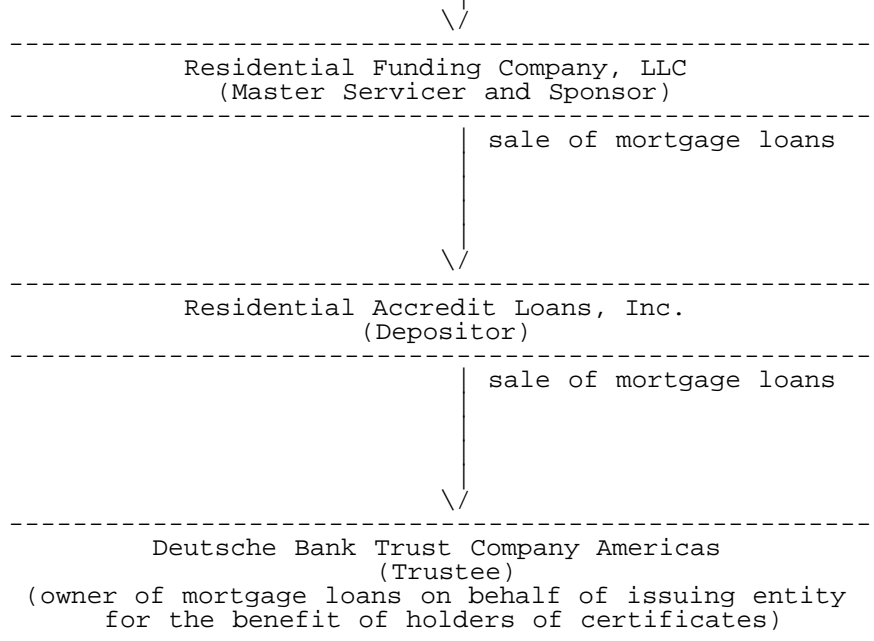 Residential Funding Company, LLC
(Master Servicer and Sponsor)
sale of mortgage loans
Residential Accredit Loans, Inc.
(Depositor)
sale of mortgage loans
Deutsche Bank Trust Company Americas
(Trustee)
(owner of mortgage loans on behalf of issuing entity
for the benefit of holders of certificates)